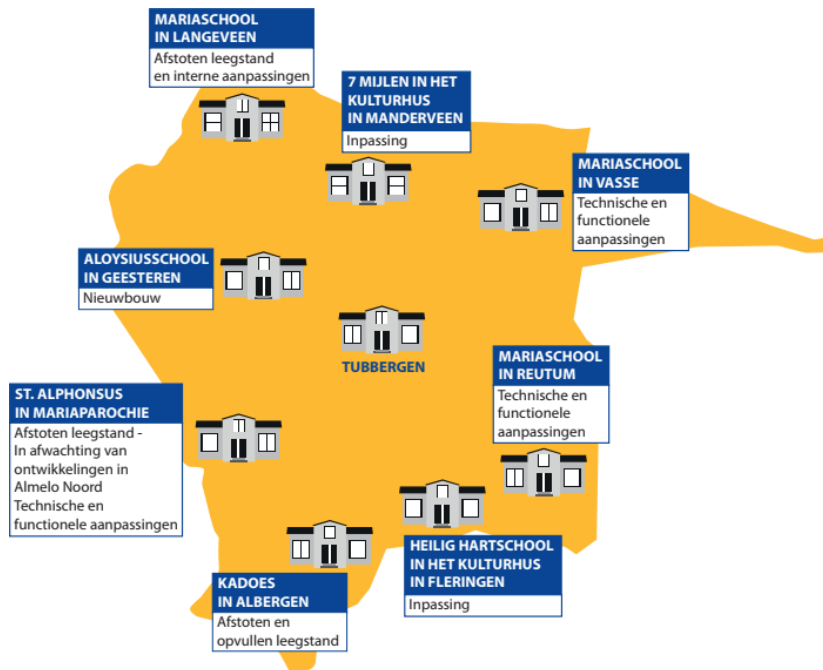 MARIASCHOOL
IN LANGEVEEN
Afstoten leegstand
en interne aanpassingen
7 MIJLEN IN HET
KULTURHUS
IN MANDERVEEN
Inpassing
MARIASCHOOL
IN VASSE
Technische en
functionele
aanpassingen
ALOYSIUSSCHOOL
IN GEESTEREN
Nieuwbouw
TUBBERGEN
MARIASCHOOL
IN REUTUM
Technische en
functionele
aanpassingen
ST. ALPHONSUS
IN MARIAPAROCHIE
Afstoten leegstand -
In afwachting van
ontwikkelingen in
Almelo Noord
Technische en
functionele aanpassingen
HEILIG HARTSCHOOL
IN HET KULTURHUS
IN FLERINGEN
Inpassing
KADOES
IN ALBERGEN
Afstoten en
opvullen leegstand